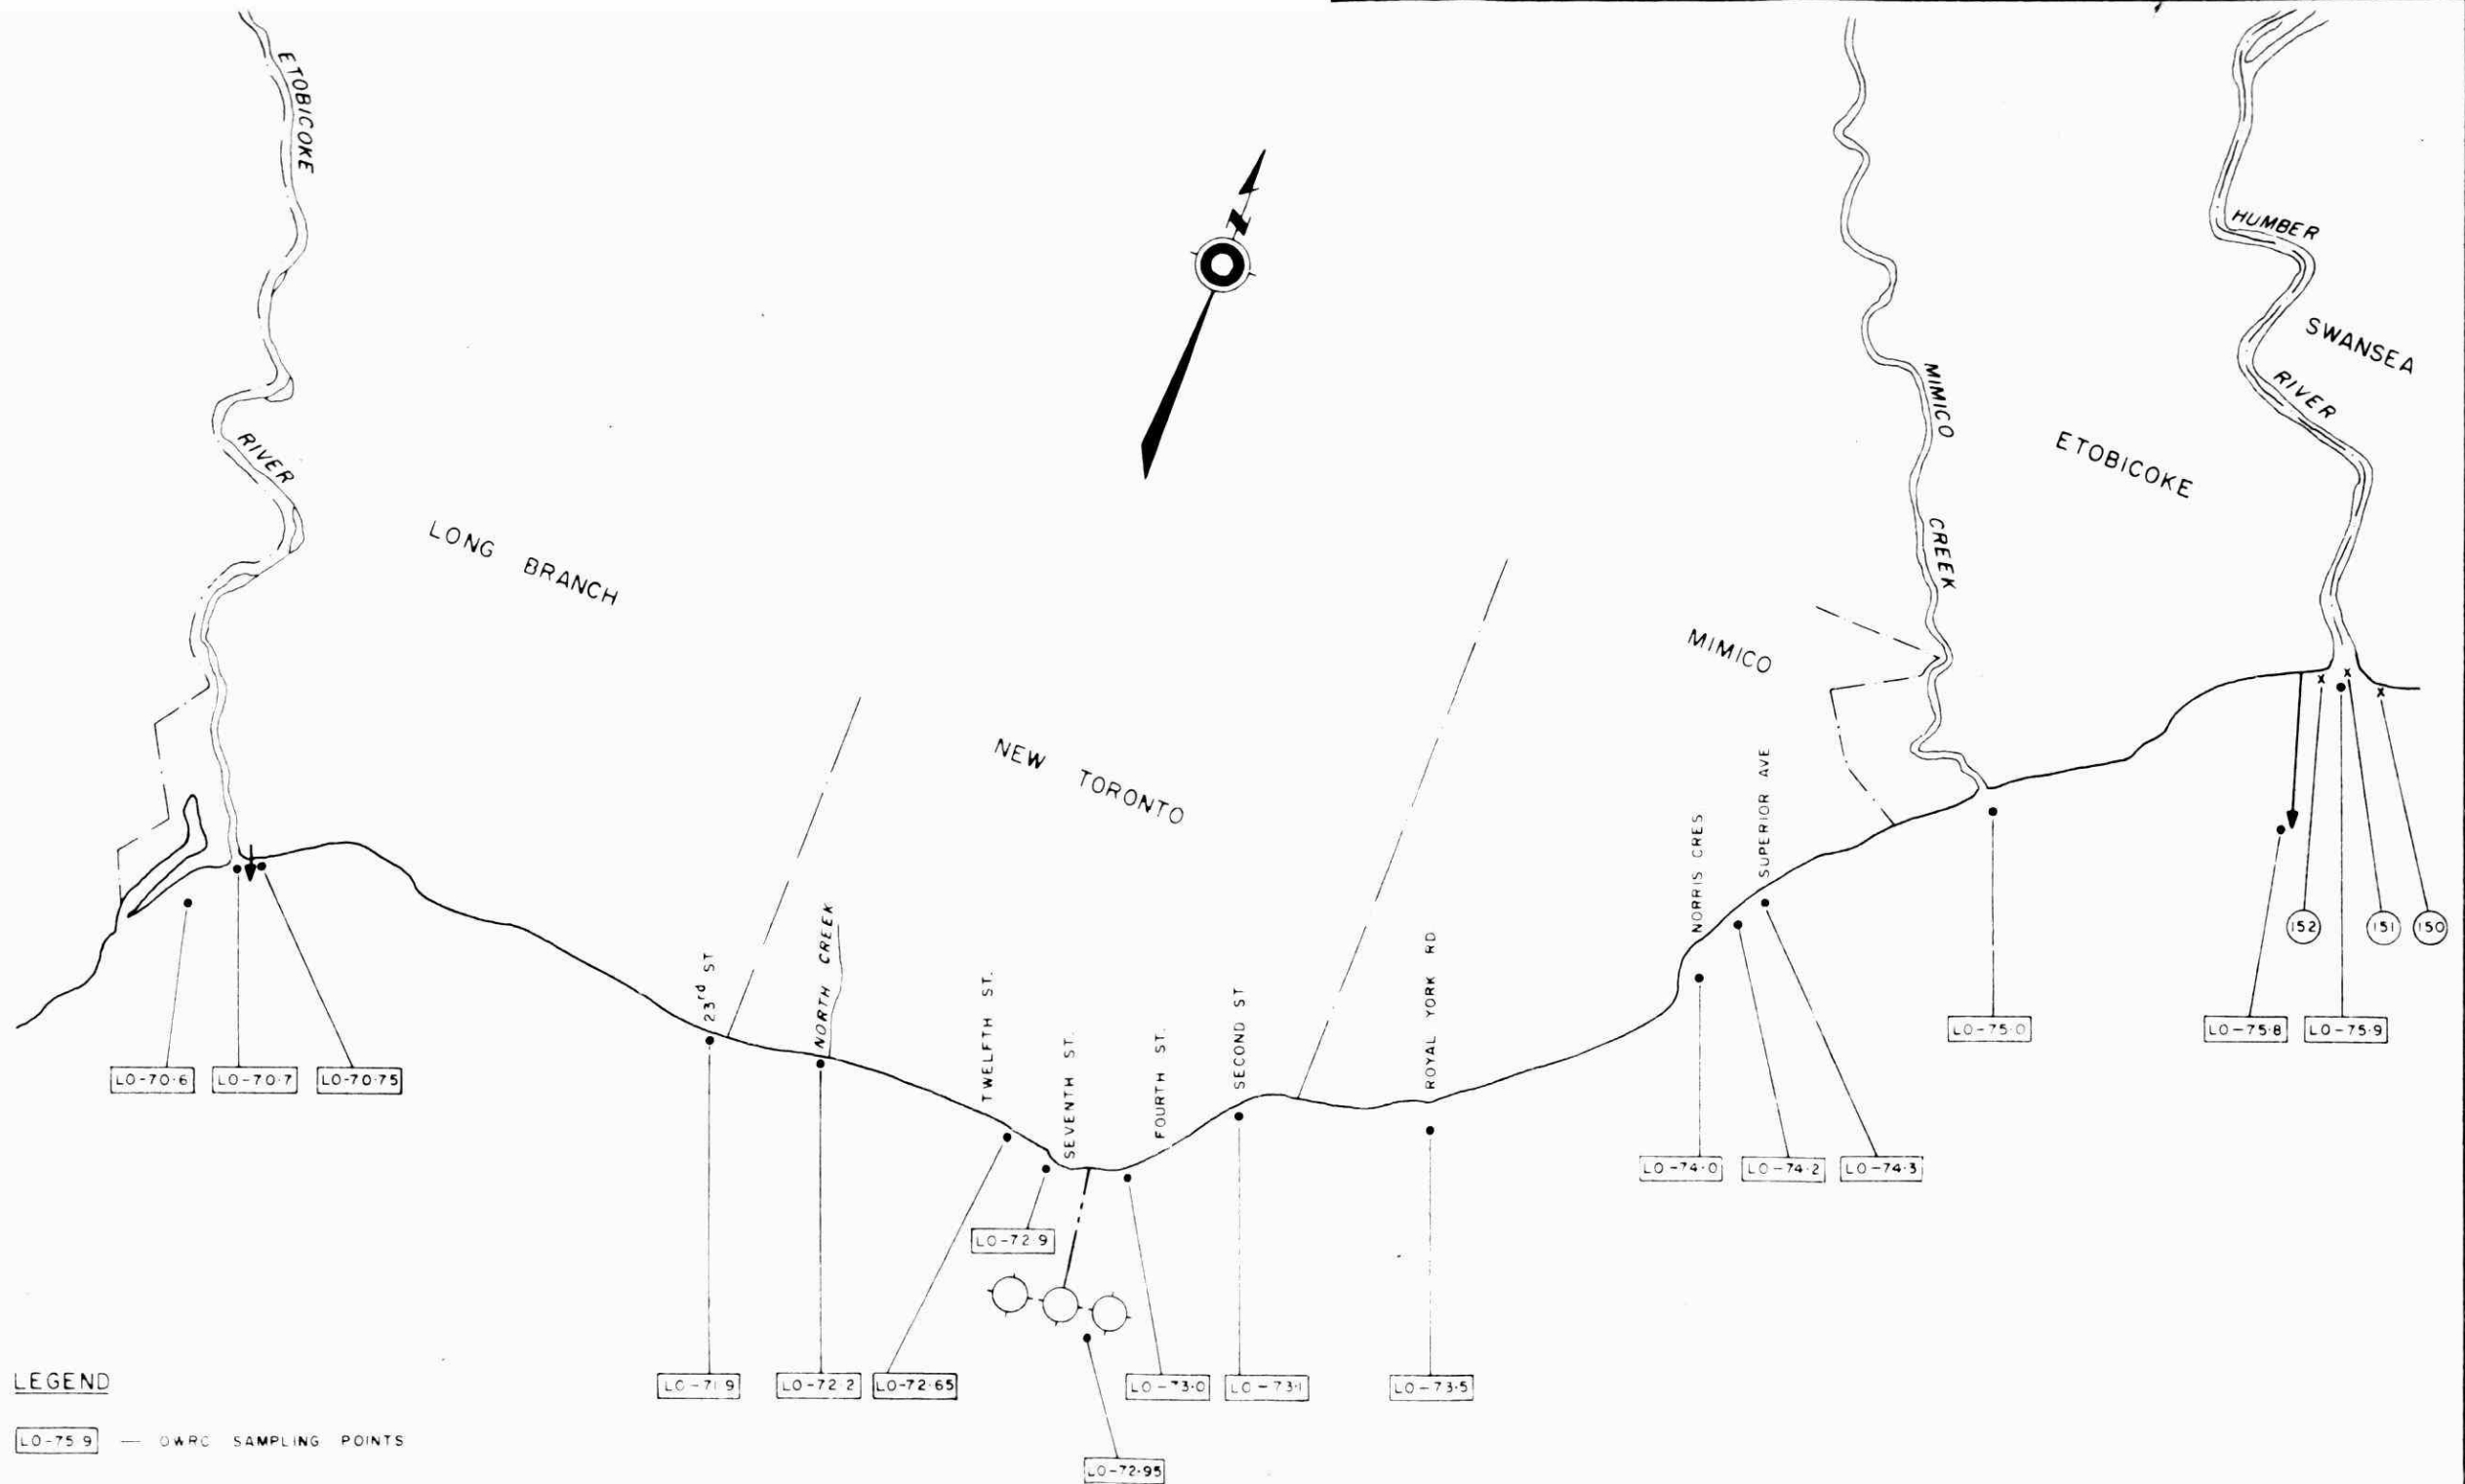 ETOBICOKE
RIVER
LONG BRANCH
NEW TORONTO
MIMICO
MIMICO
CREEK
ETOBICOKE
HUMBER
RIVER
SWANSEA
N
23rd ST
NORTH CREEK
TWELFTH ST.
SEVENTH ST.
FOURTH ST.
SECOND ST
ROYAL YORK RD
NORRIS CRES
SUPERIOR AVE
152
151
150
LO-70·6
LO-70·7
LO-70·75
LO-71·9
LO-72·2
LO-72·65
LO-72·9
LO-72·95
LO-73·0
LO-73·1
LO-73·5
LO-74·0
LO-74·2
LO-74·3
LO-75·0
LO-75·8
LO-75·9
LEGEND
LO-75·9 — OWRC SAMPLING POINTS